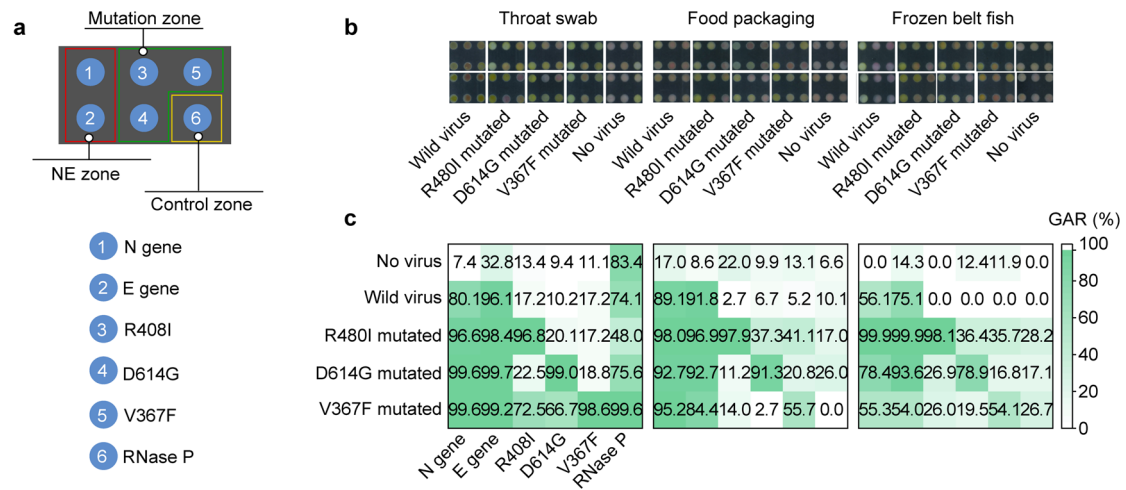 a
Mutation zone
1
3
5
2
4
6
NE zone
Control zone
1 N gene
2 E gene
3 R408I
4 D614G
5 V367F
6 RNase P
b
Throat swab
Food packaging
Frozen belt fish
Wild virus
R480I mutated
D614G mutated
V367F mutated
No virus
Wild virus
R480I mutated
D614G mutated
V367F mutated
No virus
Wild virus
R480I mutated
D614G mutated
V367F mutated
No virus
c
GAR (%)
No virus 7.4 32.8 13.4 9.4 11.1 83.4 17.0 8.6 22.0 9.9 13.1 6.6 0.0 14.3 0.0 12.4 11.9 0.0
Wild virus 80.1 96.1 17.2 10.2 17.2 74.1 89.1 91.8 2.7 6.7 5.2 10.1 56.1 75.1 0.0 0.0 0.0 0.0
R480I mutated 96.6 98.4 96.8 20.1 17.2 48.0 98.0 96.9 97.9 37.3 41.1 17.0 99.9 99.9 98.1 36.4 35.7 28.2
D614G mutated 99.6 99.7 22.5 99.0 18.8 75.6 92.7 92.7 11.2 91.3 20.8 26.0 78.4 93.6 26.9 78.9 16.8 17.1
V367F mutated 99.6 99.2 72.5 66.7 98.6 99.6 95.2 84.4 14.0 2.7 55.7 0.0 55.3 54.0 26.0 19.5 54.1 26.7
N gene
E gene
R408I
D614G
V367F
RNase P
100
80
60
40
20
0